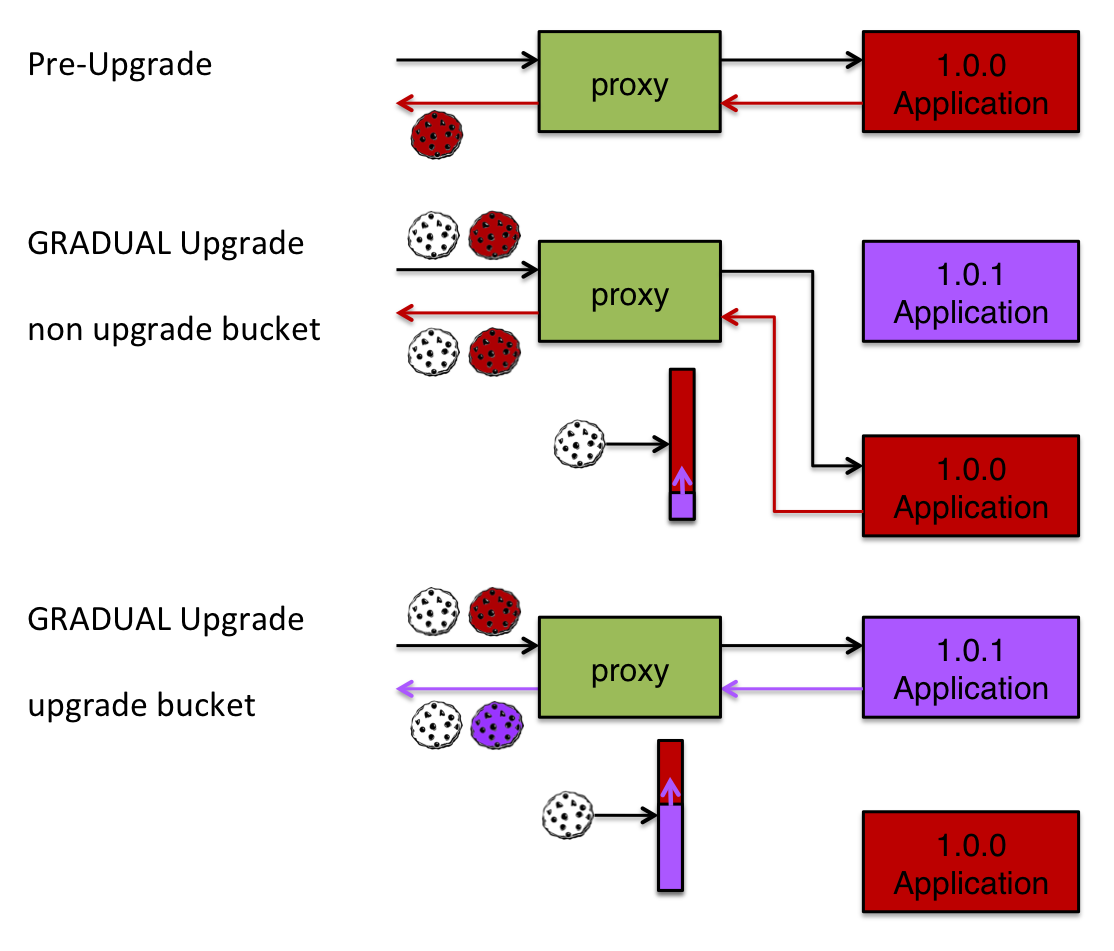 Pre-Upgrade
proxy
1.0.0
Application
GRADUAL Upgrade
non upgrade bucket
proxy
1.0.1
Application
1.0.0
Application
GRADUAL Upgrade
upgrade bucket
proxy
1.0.1
Application
1.0.0
Application